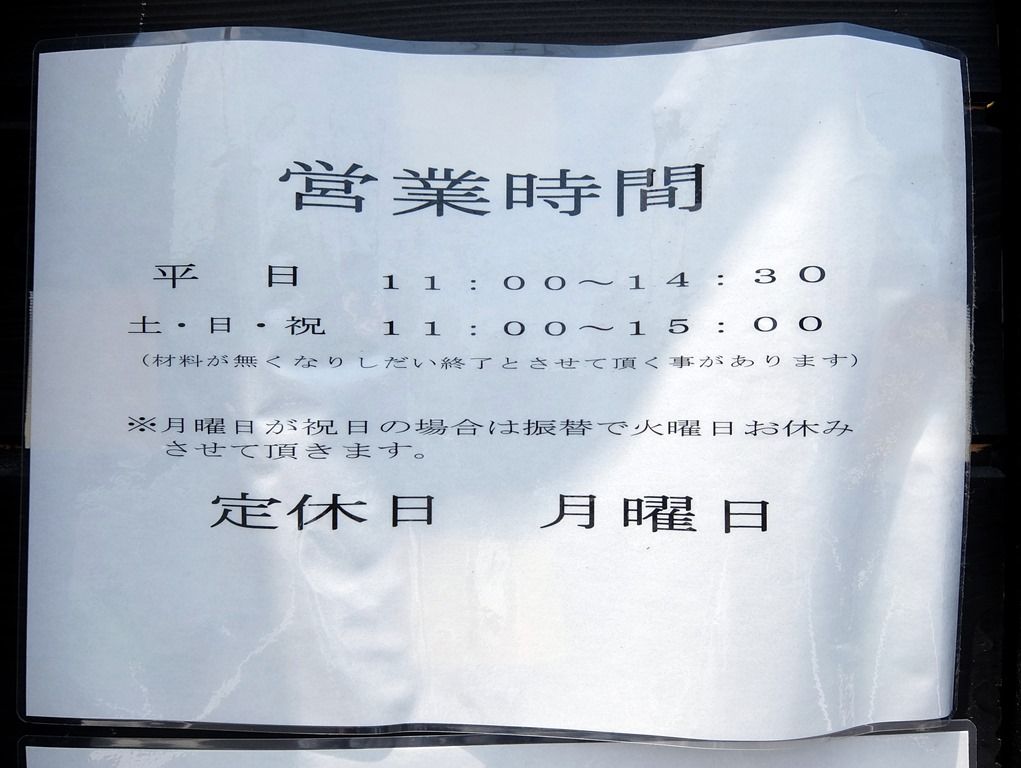 営業時間
平　日　１１：００～１４：３０
土・日・祝　１１：００～１５：００
（材料が無くなりしだい終了とさせて頂く事があります）
※月曜日が祝日の場合は振替で火曜日お休み
させて頂きます。
定休日　月曜日